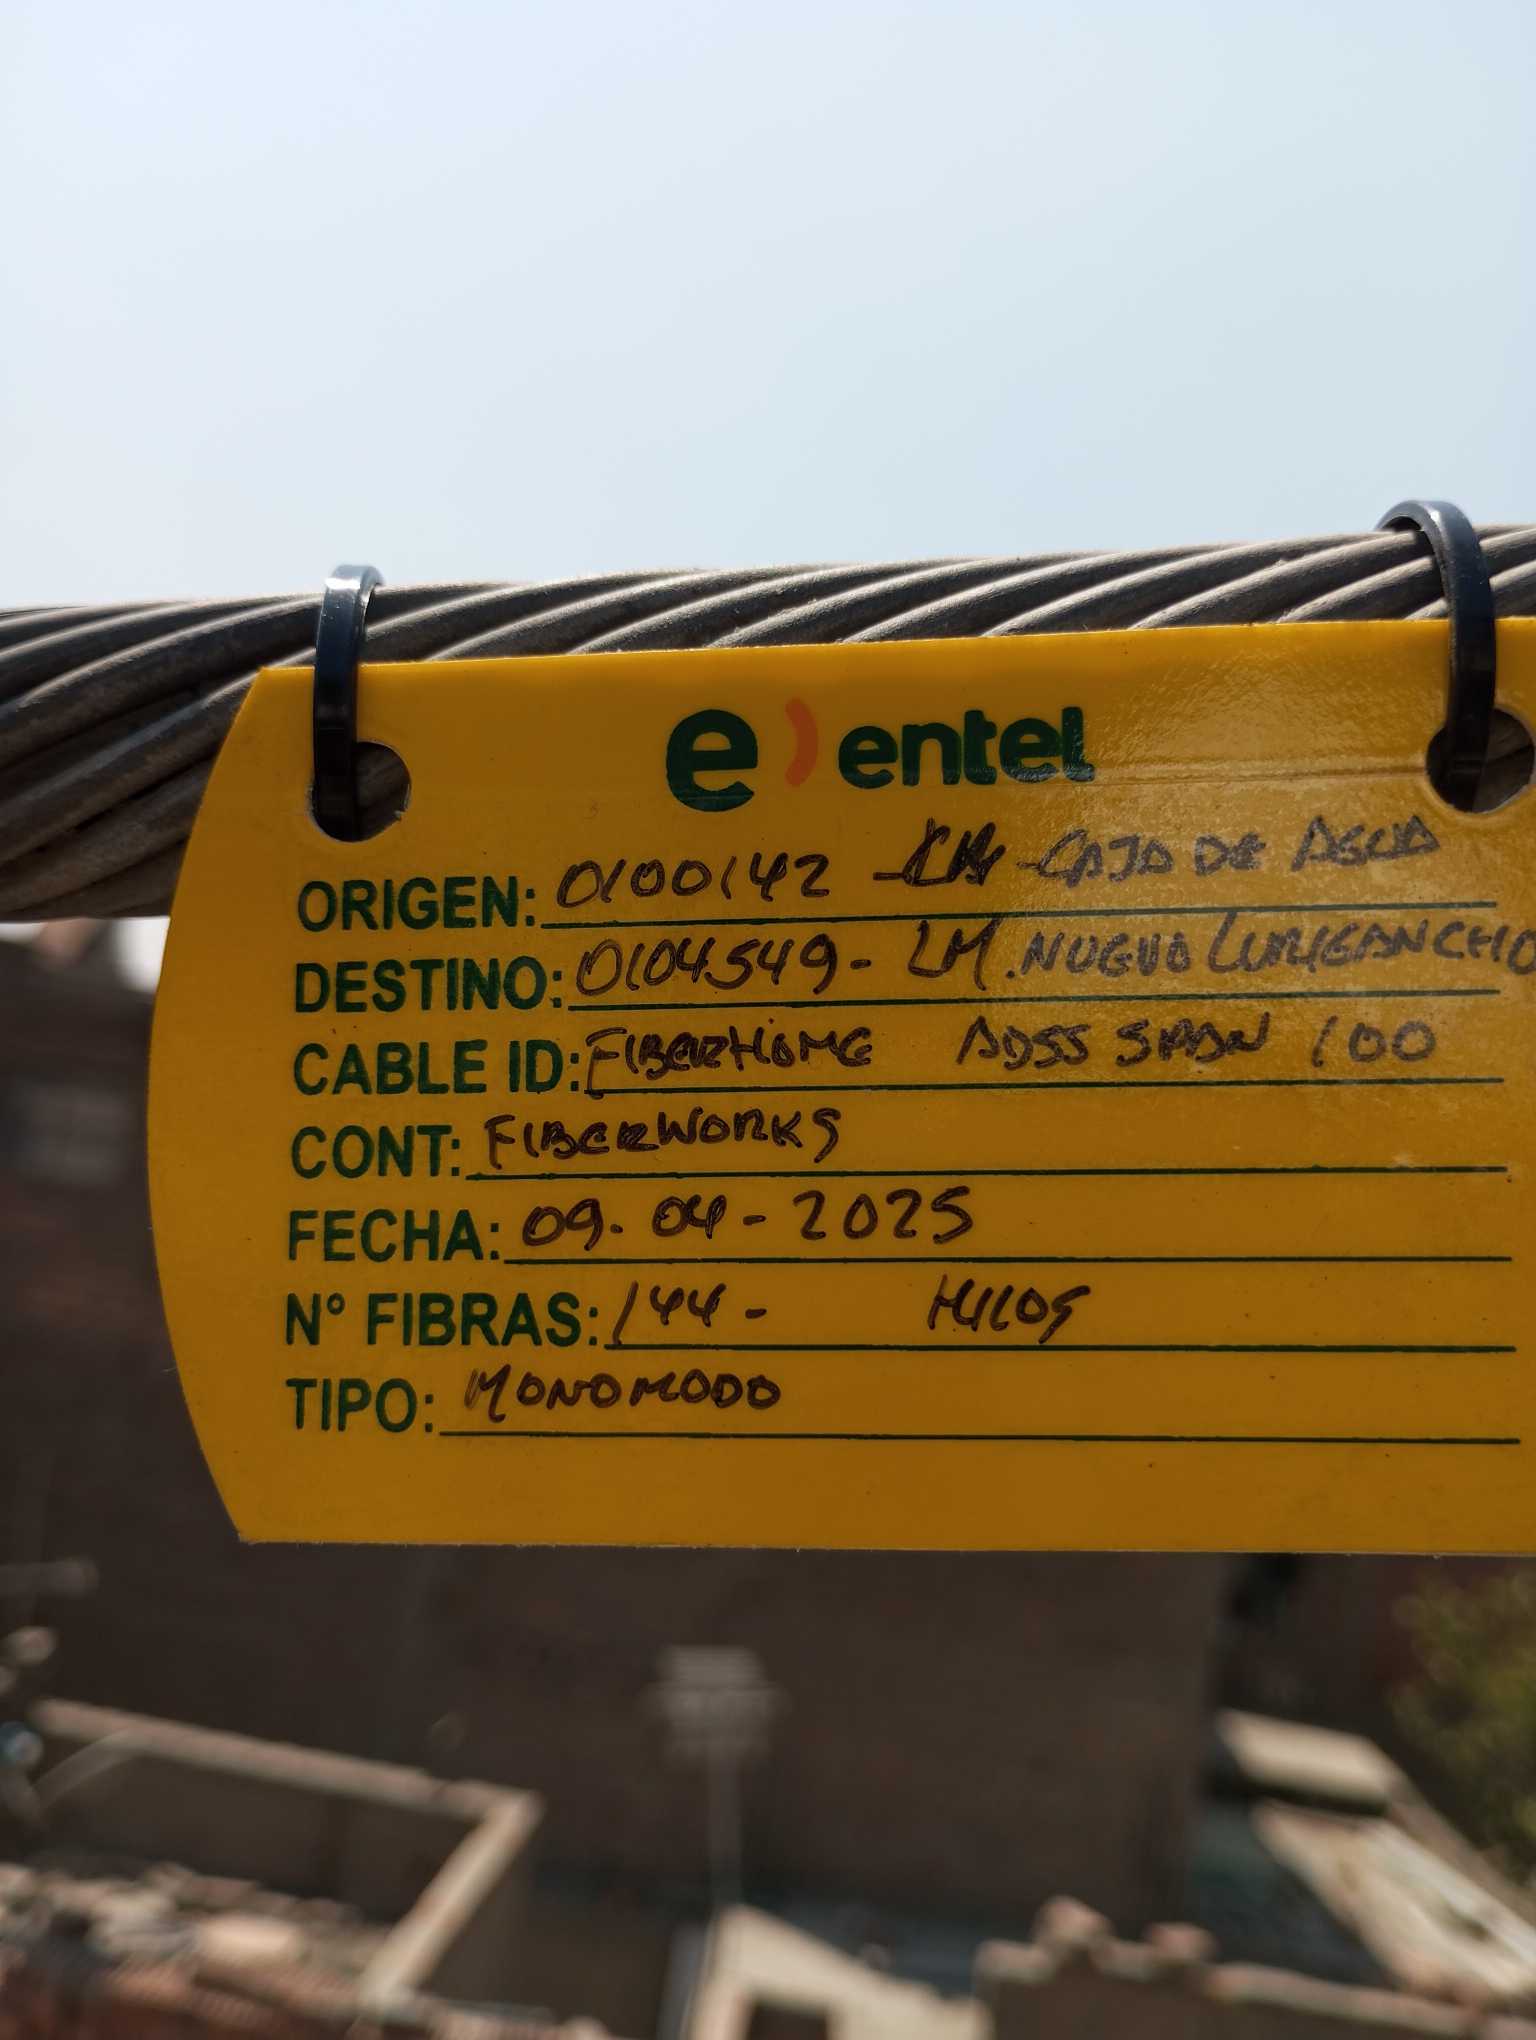 e) entel
ORIGEN: 0100142 - - CAJA DE AGUA
DESTINO: 0104549 - LM. NUEVO LURIGANCHO
CABLE ID: FIBERHOME ADSS SPAN 100
CONT: FIBERWORKS
FECHA: 09.04-2025
N° FIBRAS: 144- HILOS
TIPO: MONOMODO